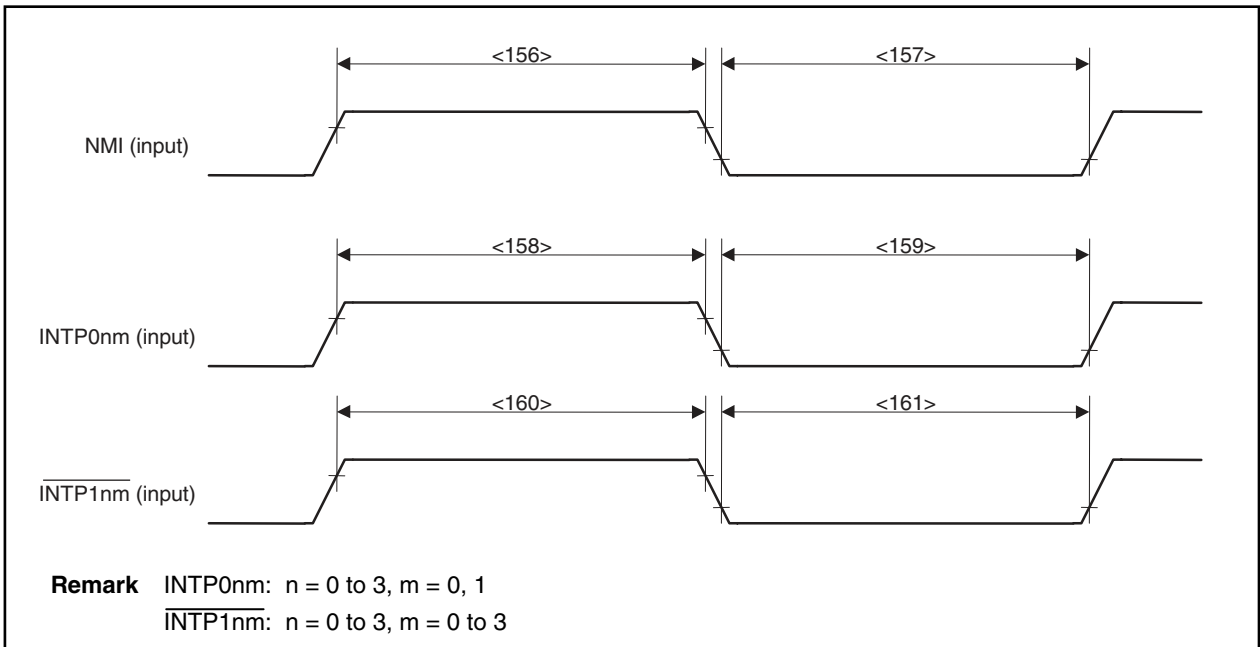 <156> <157>
NMI (input)
<158> <159>
INTP0nm (input)
<160> <161>
INTP1nm (input)
Remark INTP0nm: n = 0 to 3, m = 0, 1
INTP1nm: n = 0 to 3, m = 0 to 3